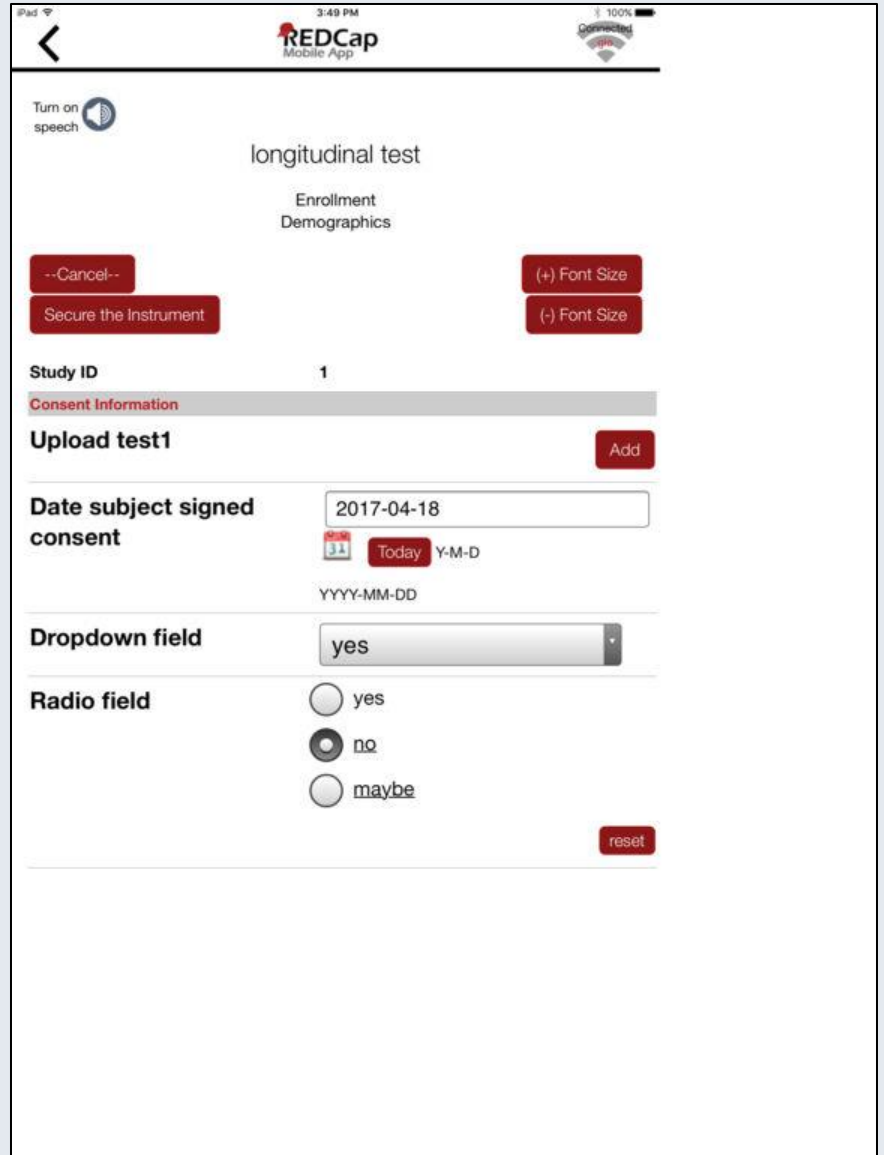 iPad 3:49 PM 100%
REDCap
Mobile App
Connected
Turn on
speech
longitudinal test
Enrollment
Demographics
--Cancel-- (+) Font Size
Secure the Instrument (-) Font Size
Study ID 1
Consent Information
Upload test1 Add
Date subject signed
consent
2017-04-18
31 Today Y-M-D
YYYY-MM-DD
Dropdown field yes
Radio field yes
no
maybe
reset